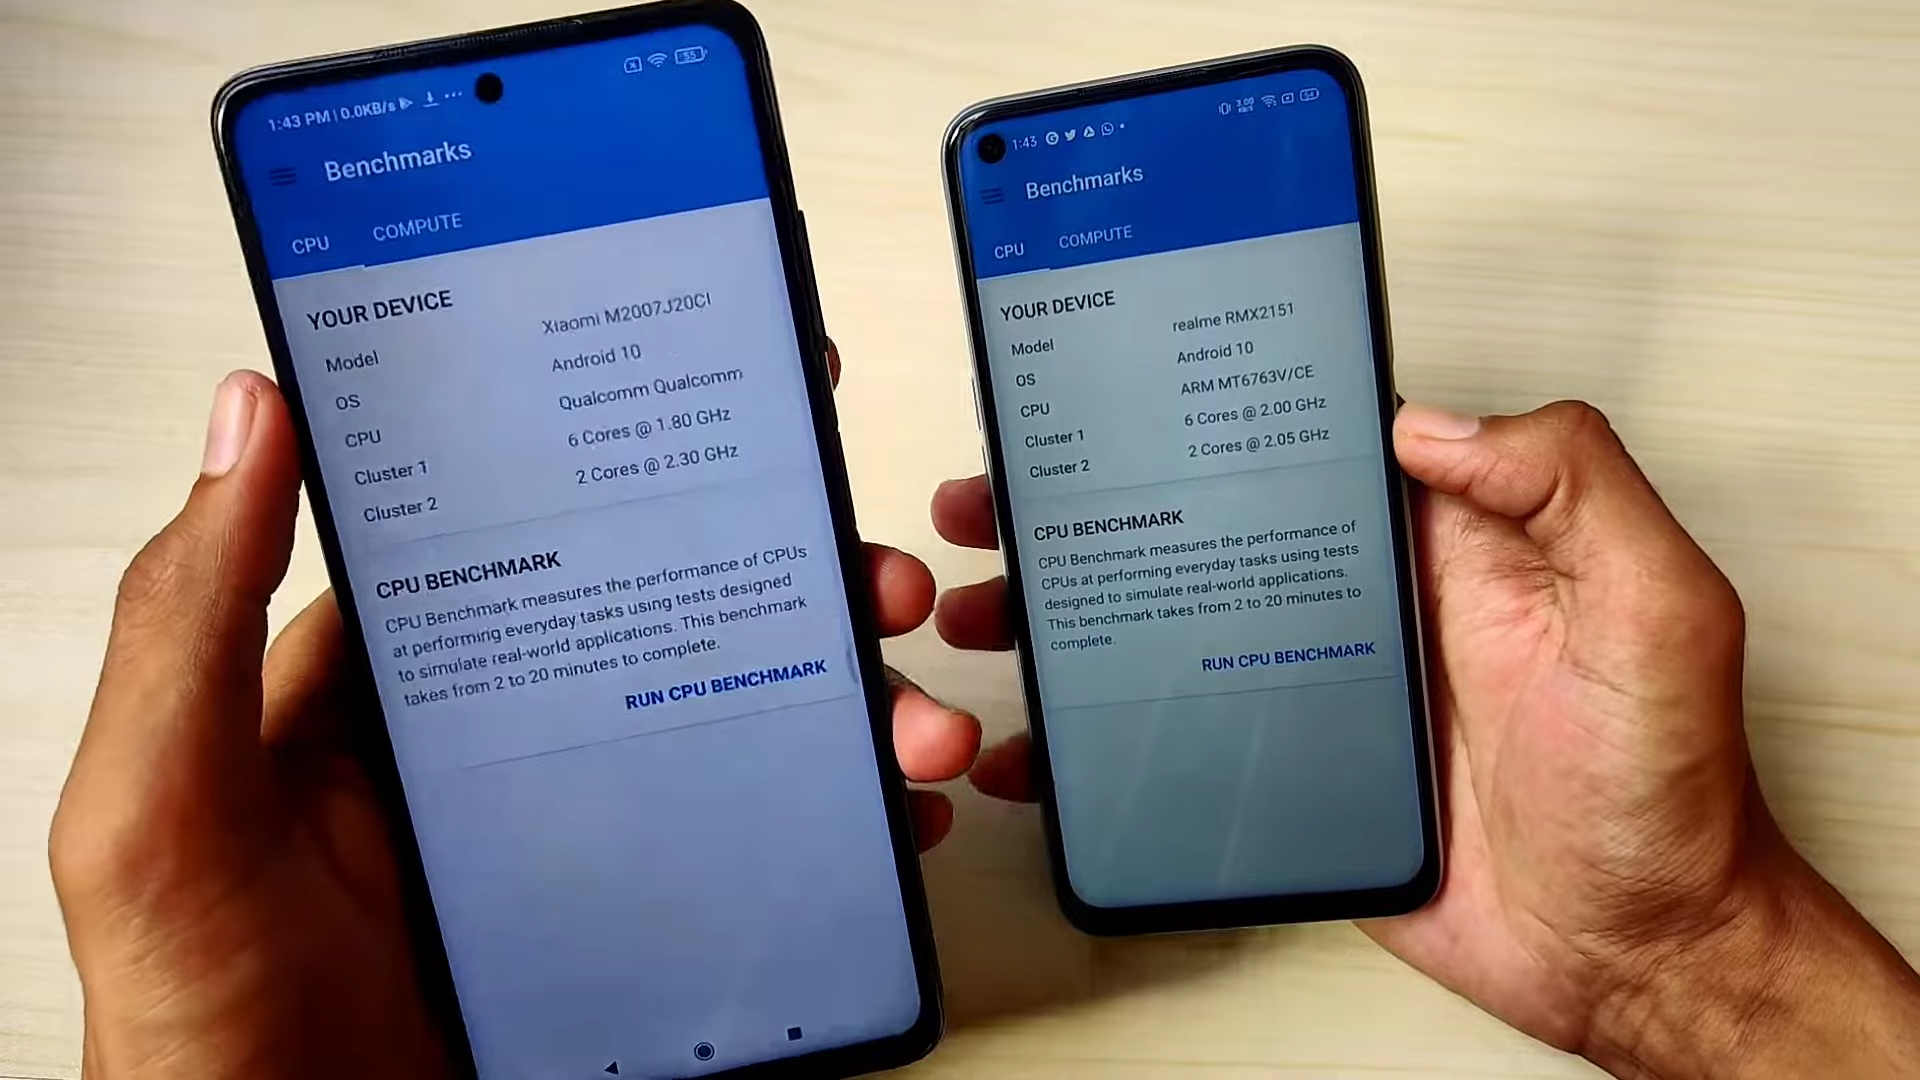 1:43 PM | 0.0KB/s
55
Benchmarks
CPU COMPUTE
YOUR DEVICE
Model Xiaomi M2007J20CI
OS Android 10
CPU Qualcomm Qualcomm
Cluster 1 6 Cores @ 1.80 GHz
Cluster 2 2 Cores @ 2.30 GHz
CPU BENCHMARK
CPU Benchmark measures the performance of CPUs
at performing everyday tasks using tests designed
to simulate real-world applications. This benchmark
takes from 2 to 20 minutes to complete.
RUN CPU BENCHMARK
1:43
3.00 KB/S
54
Benchmarks
CPU COMPUTE
YOUR DEVICE
Model realme RMX2151
OS Android 10
CPU ARM MT6763V/CE
Cluster 1 6 Cores @ 2.00 GHz
Cluster 2 2 Cores @ 2.05 GHz
CPU BENCHMARK
CPU Benchmark measures the performance of
CPUs at performing everyday tasks using tests
designed to simulate real-world applications.
This benchmark takes from 2 to 20 minutes to
complete.
RUN CPU BENCHMARK